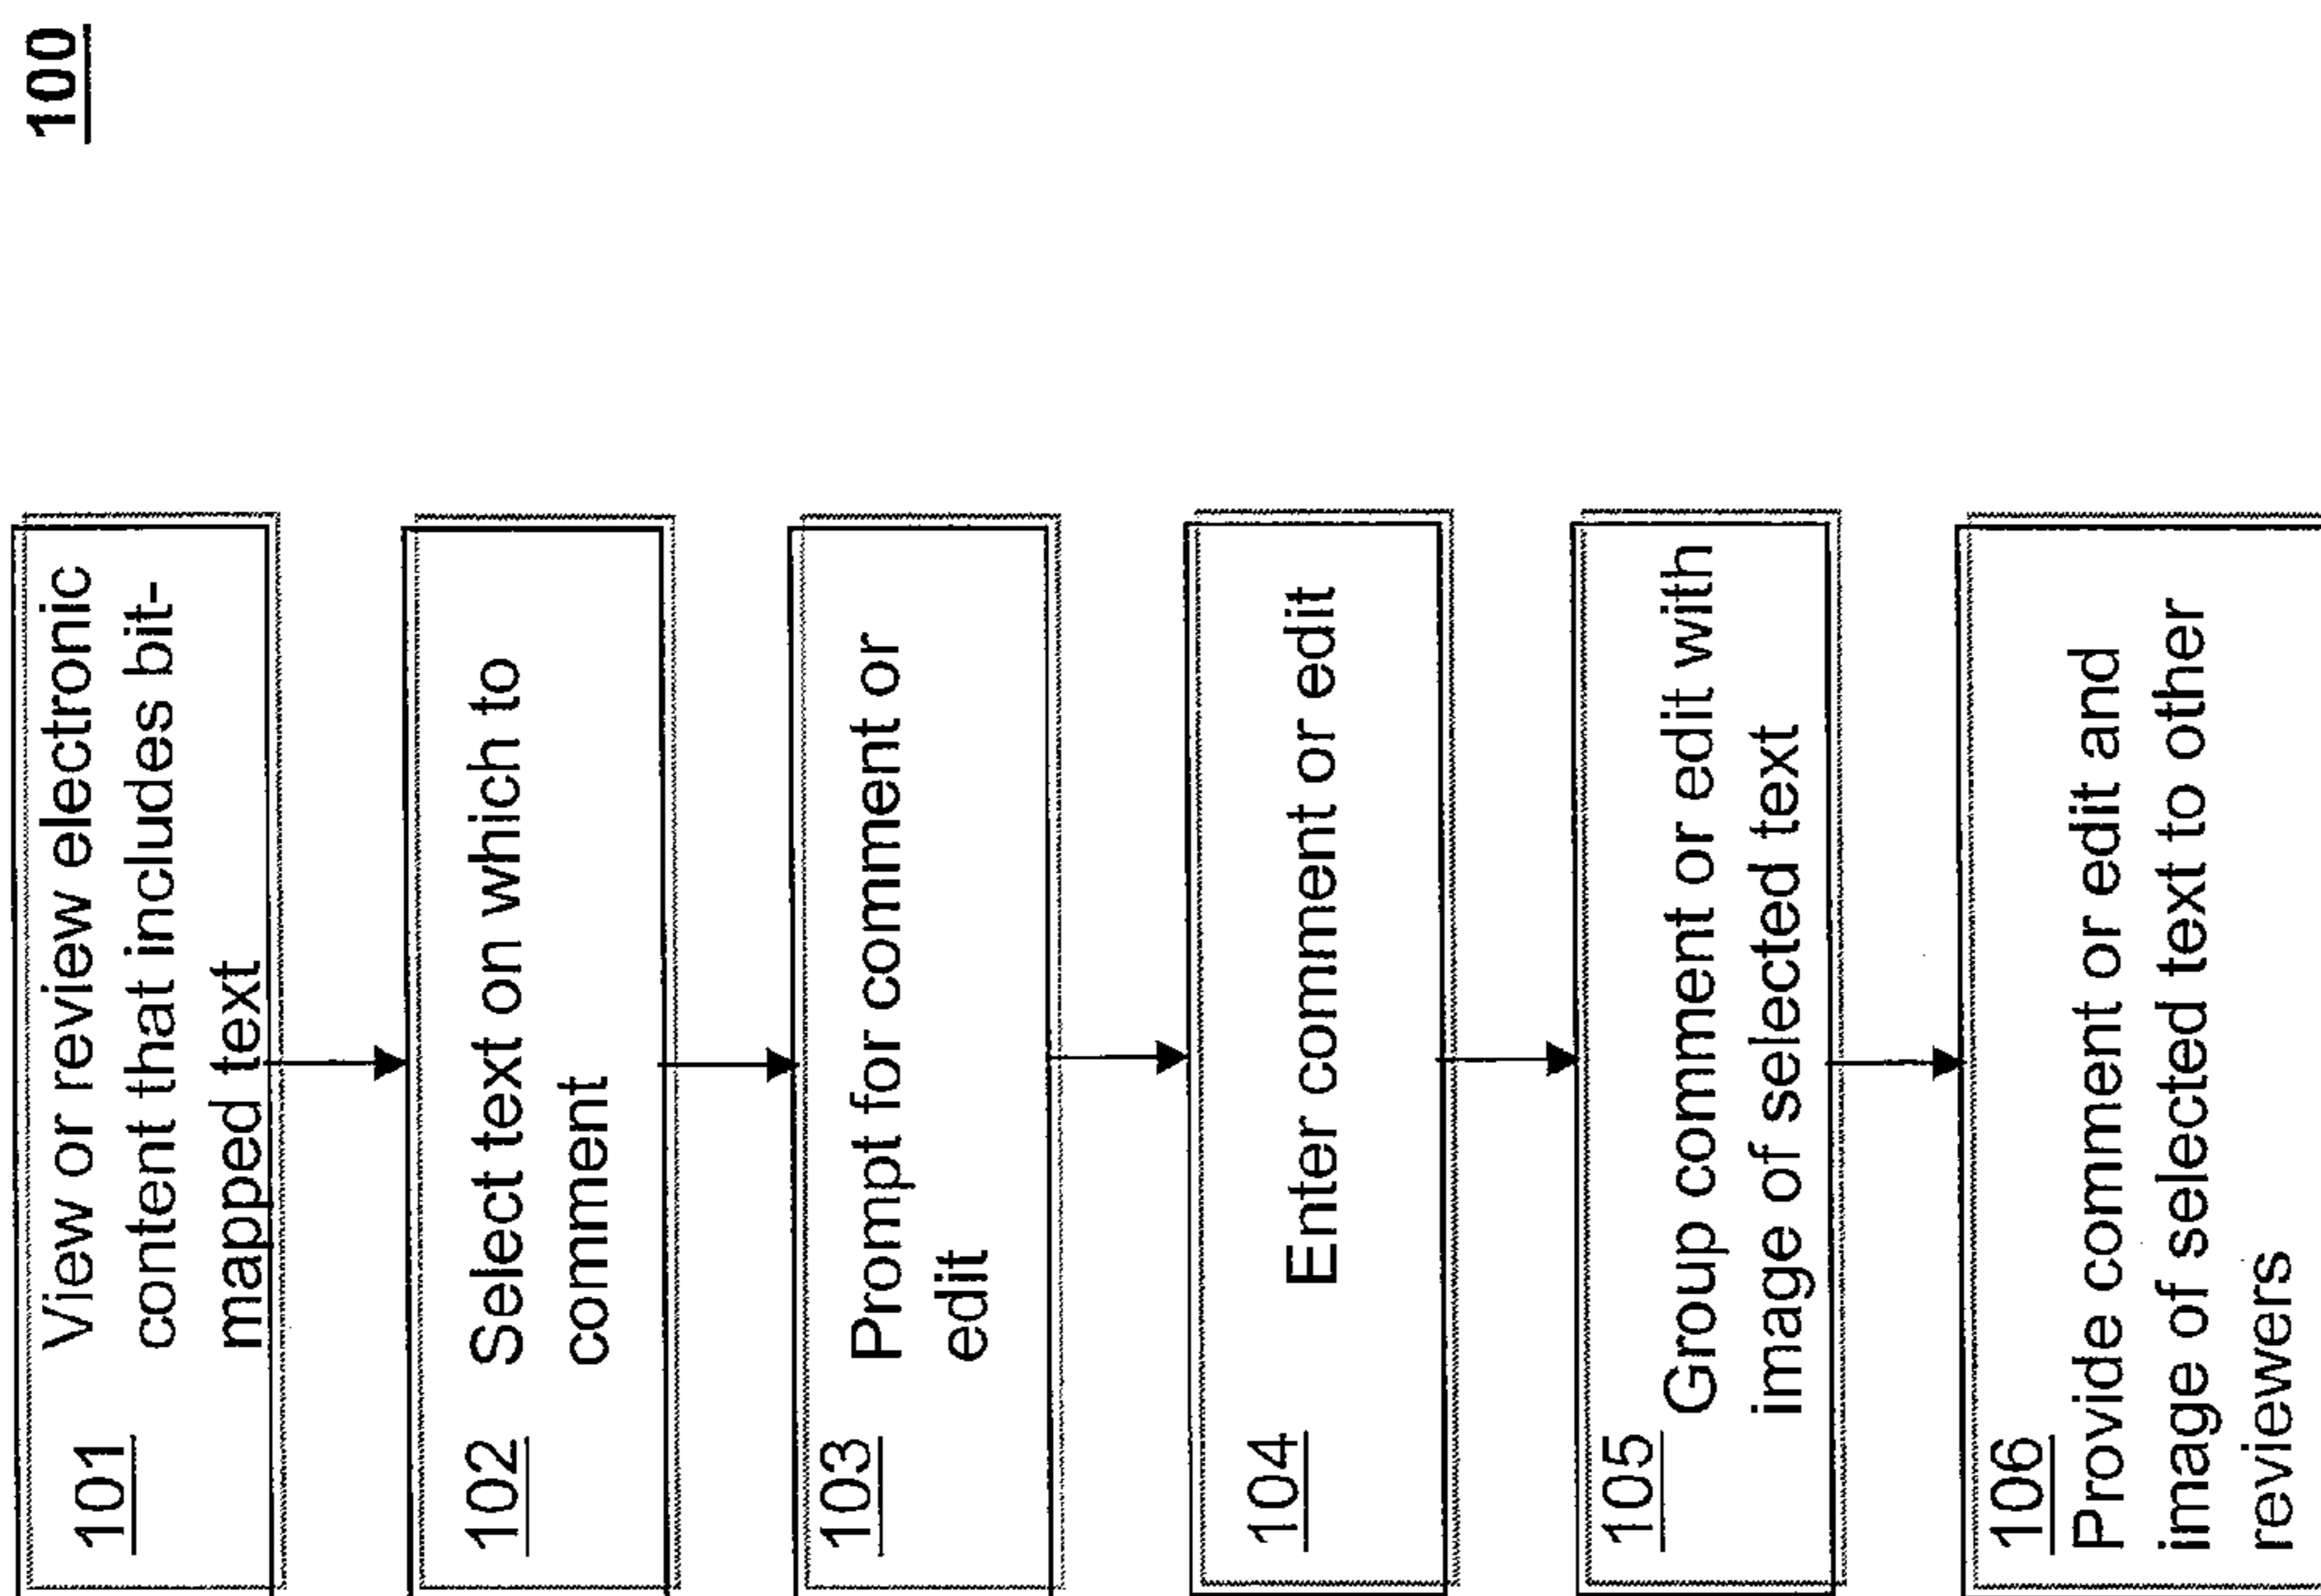 100
101
View or review electronic
content that includes bit-
mapped text
102
Select text on which to
comment
103
Prompt for comment or
edit
104
Enter comment or edit
105
Group comment or edit with
image of selected text
106
Provide comment or edit and
image of selected text to other
reviewers